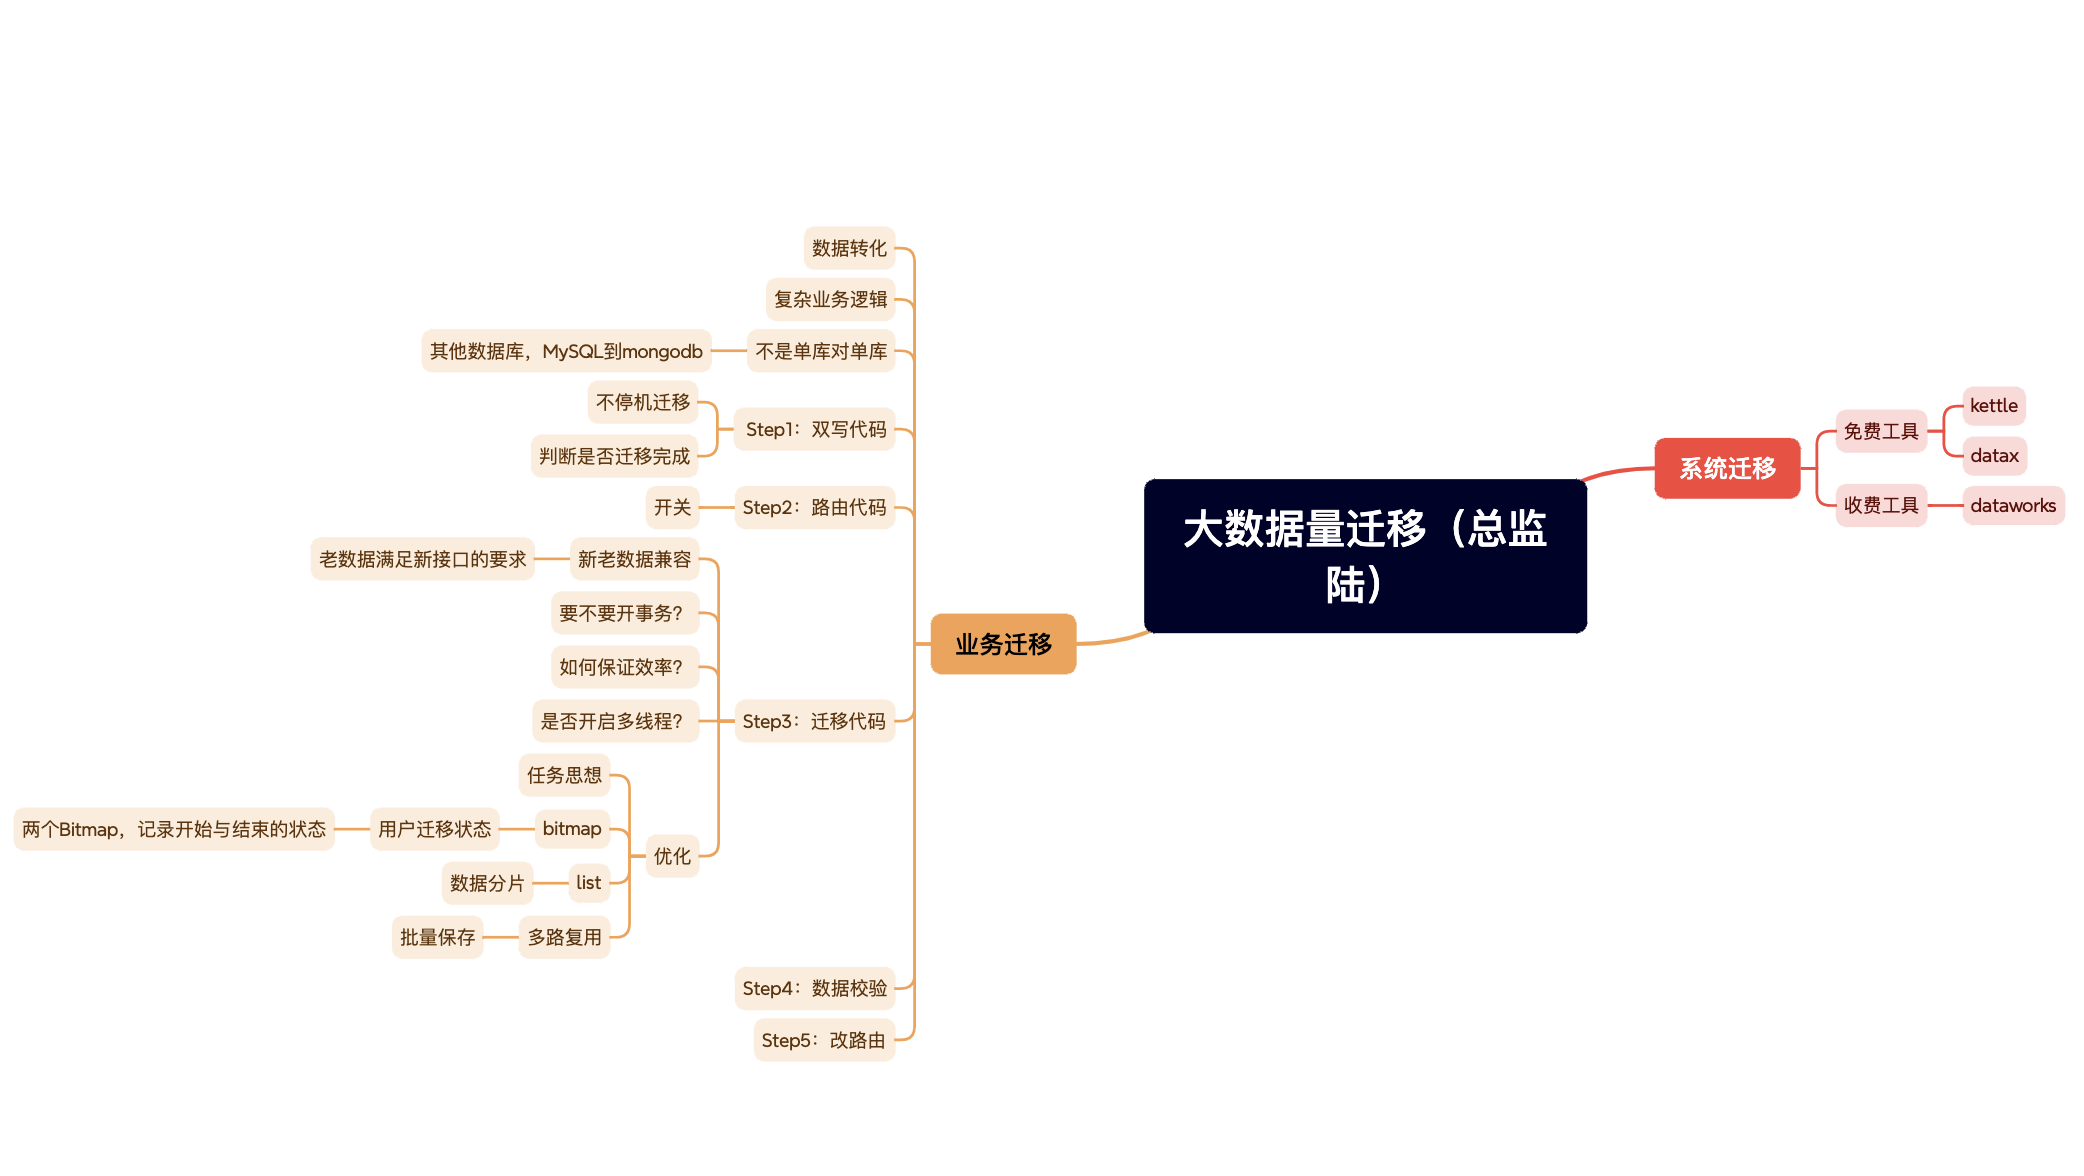 大数据量迁移（总监
陆）
系统迁移
免费工具
kettle
datax
收费工具
dataworks
业务迁移
数据转化
复杂业务逻辑
不是单库对单库
其他数据库，MySQL到mongodb
Step1：双写代码
不停机迁移
判断是否迁移完成
Step2：路由代码
开关
Step3：迁移代码
新老数据兼容
老数据满足新接口的要求
要不要开事务？
如何保证效率？
是否开启多线程？
优化
任务思想
bitmap
用户迁移状态
两个Bitmap，记录开始与结束的状态
list
数据分片
多路复用
批量保存
Step4：数据校验
Step5：改路由